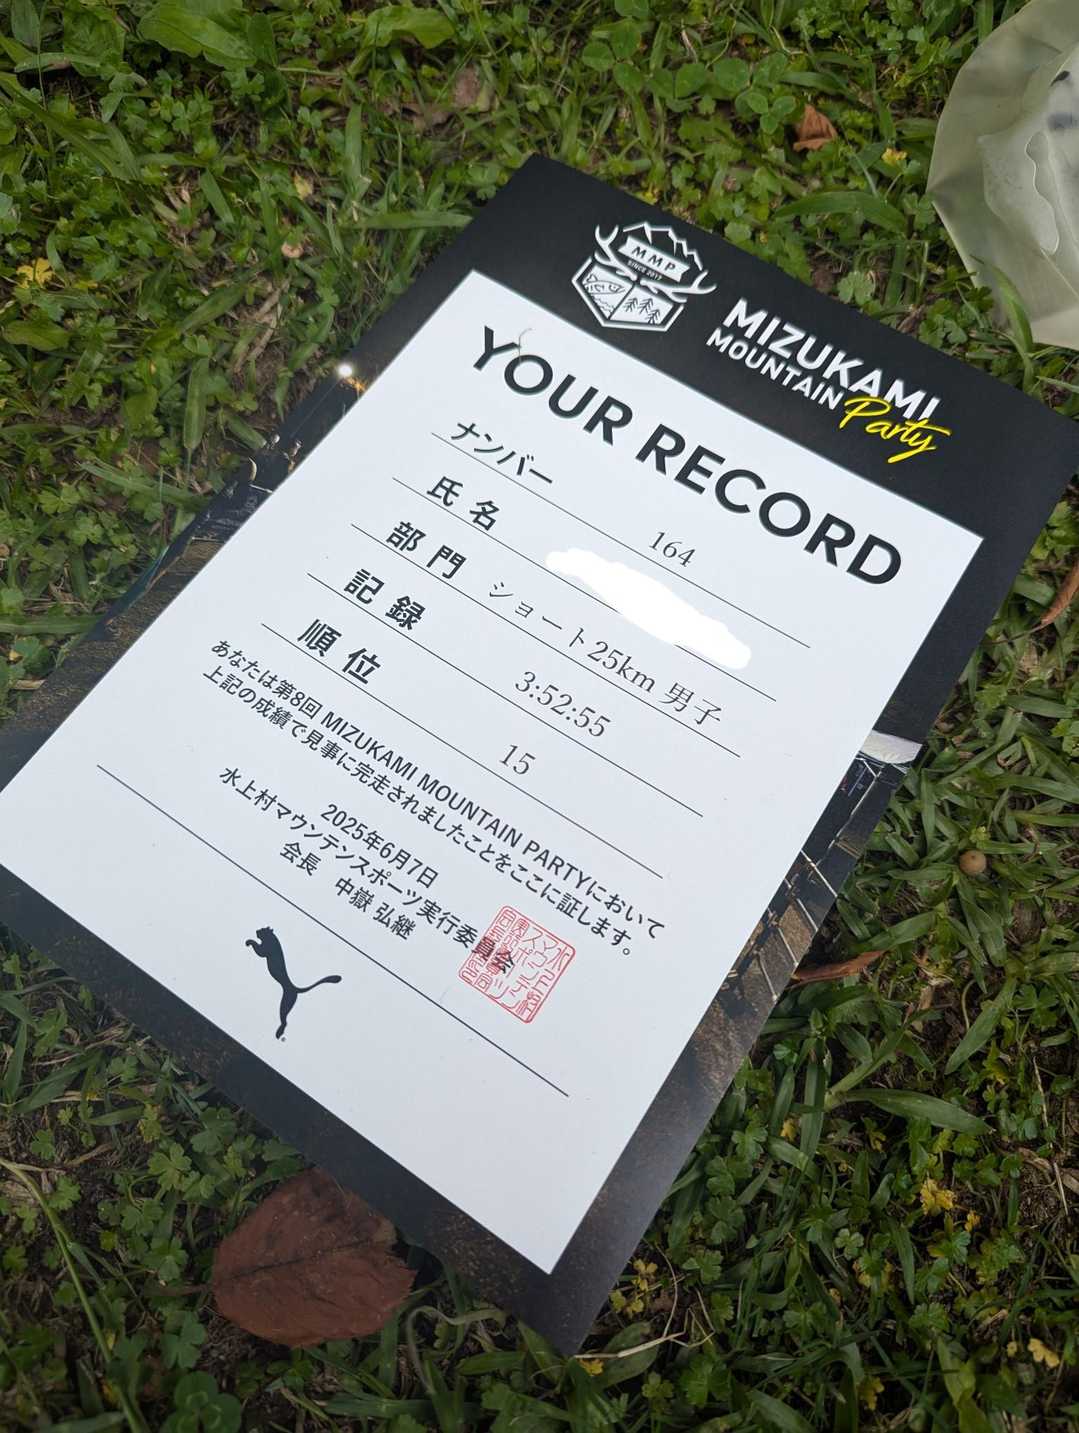 MMP
SINCE 2017
MIZUKAMI
MOUNTAIN Party
YOUR RECORD
ナンバー 164
氏名
部門 ショート25km 男子
記録 3:52:55
順位 15
あなたは第8回 MIZUKAMI MOUNTAIN PARTYにおいて
上記の成績で見事に完走されましたことをここに証します。
2025年6月7日
水上村マウンテンスポーツ実行委員会
会長 中嶽 弘継